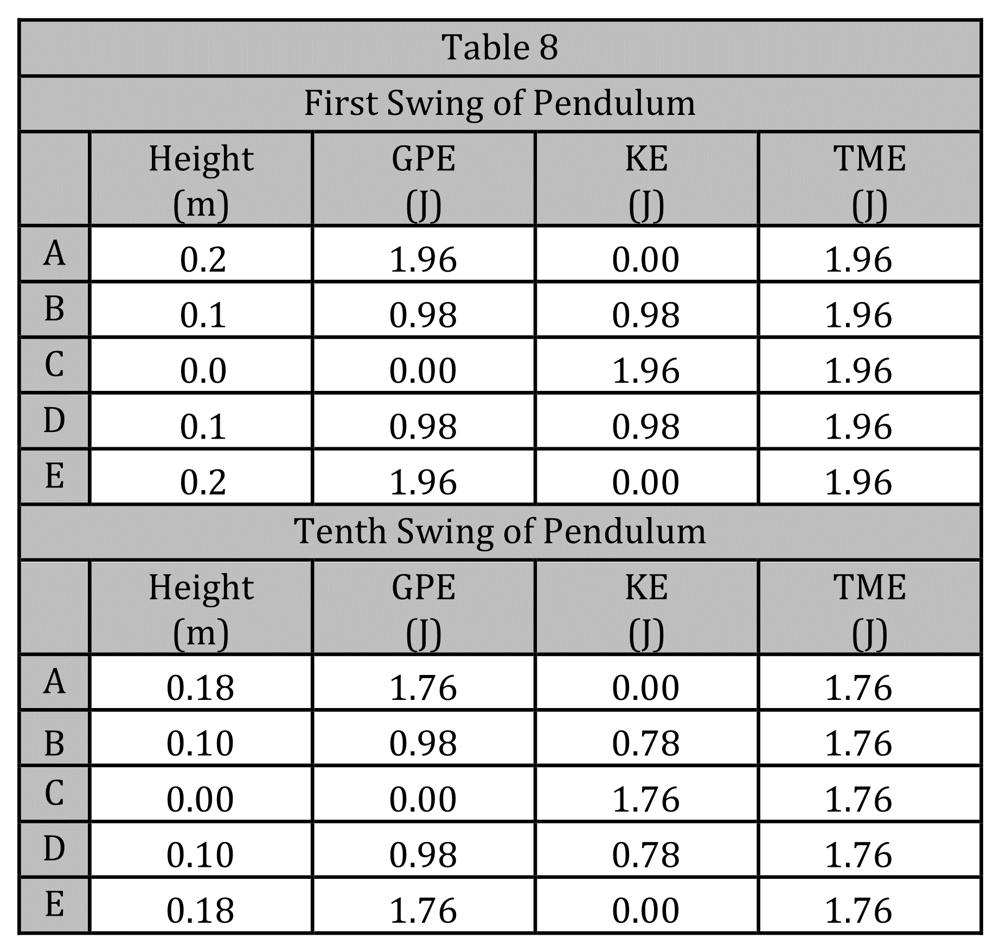 Table 8
First Swing of Pendulum
Height (m) GPE (J) KE (J) TME (J)
A 0.2 1.96 0.00 1.96
B 0.1 0.98 0.98 1.96
C 0.0 0.00 1.96 1.96
D 0.1 0.98 0.98 1.96
E 0.2 1.96 0.00 1.96
Tenth Swing of Pendulum
Height (m) GPE (J) KE (J) TME (J)
A 0.18 1.76 0.00 1.76
B 0.10 0.98 0.78 1.76
C 0.00 0.00 1.76 1.76
D 0.10 0.98 0.78 1.76
E 0.18 1.76 0.00 1.76